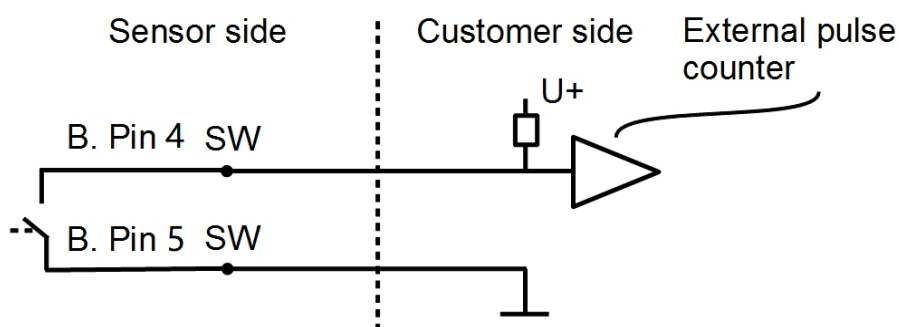 Sensor side
Customer side
External pulse
counter
U+
B. Pin 4 SW
B. Pin 5 SW